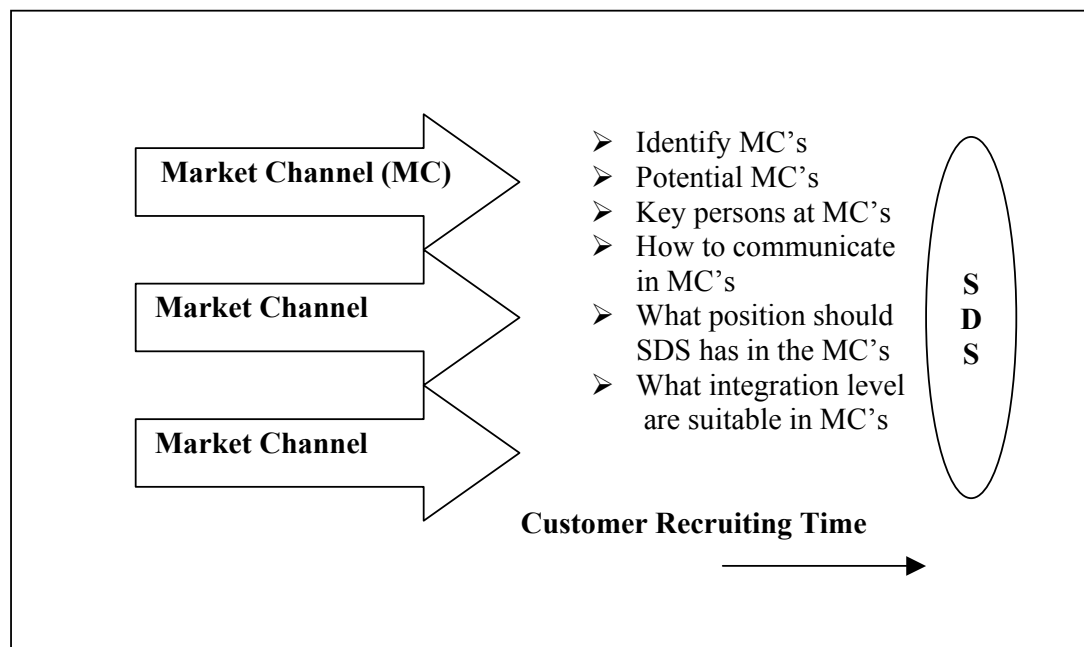 Market Channel (MC)
Market Channel
Market Channel
➢ Identify MC’s
➢ Potential MC’s
➢ Key persons at MC’s
➢ How to communicate
in MC’s
➢ What position should
SDS has in the MC’s
➢ What integration level
are suitable in MC’s
S
D
S
Customer Recruiting Time